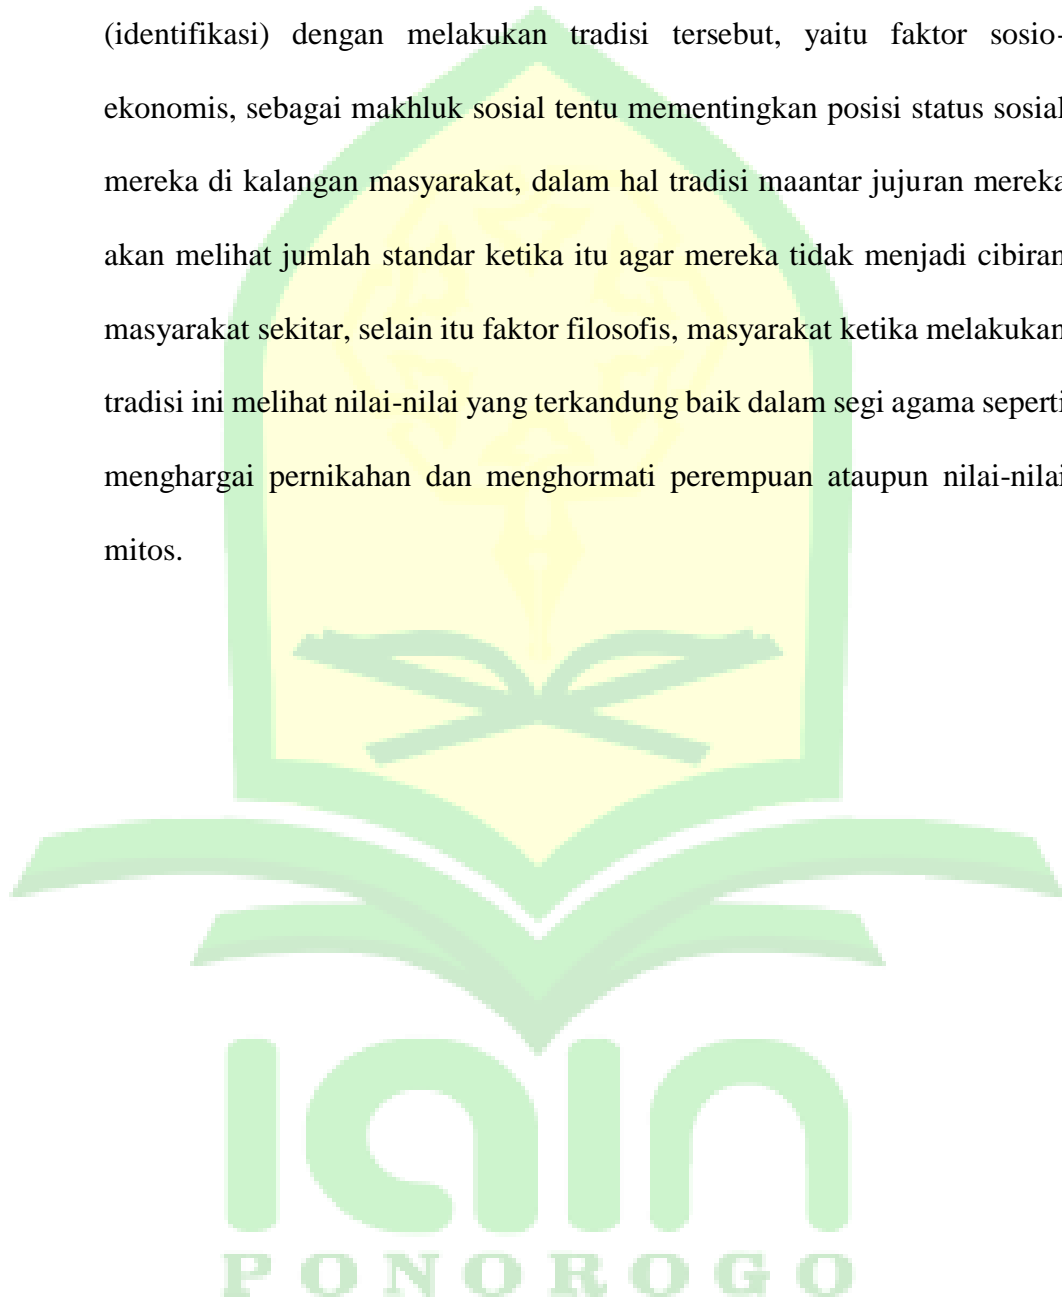 (identifikasi) dengan melakukan tradisi tersebut, yaitu faktor sosio-
ekonomis, sebagai makhluk sosial tentu mementingkan posisi status sosial
mereka di kalangan masyarakat, dalam hal tradisi maantar jujuran mereka
akan melihat jumlah standar ketika itu agar mereka tidak menjadi cibiran
masyarakat sekitar, selain itu faktor filosofis, masyarakat ketika melakukan
tradisi ini melihat nilai-nilai yang terkandung baik dalam segi agama seperti
menghargai pernikahan dan menghormati perempuan ataupun nilai-nilai
mitos.
iain
PONOROGO